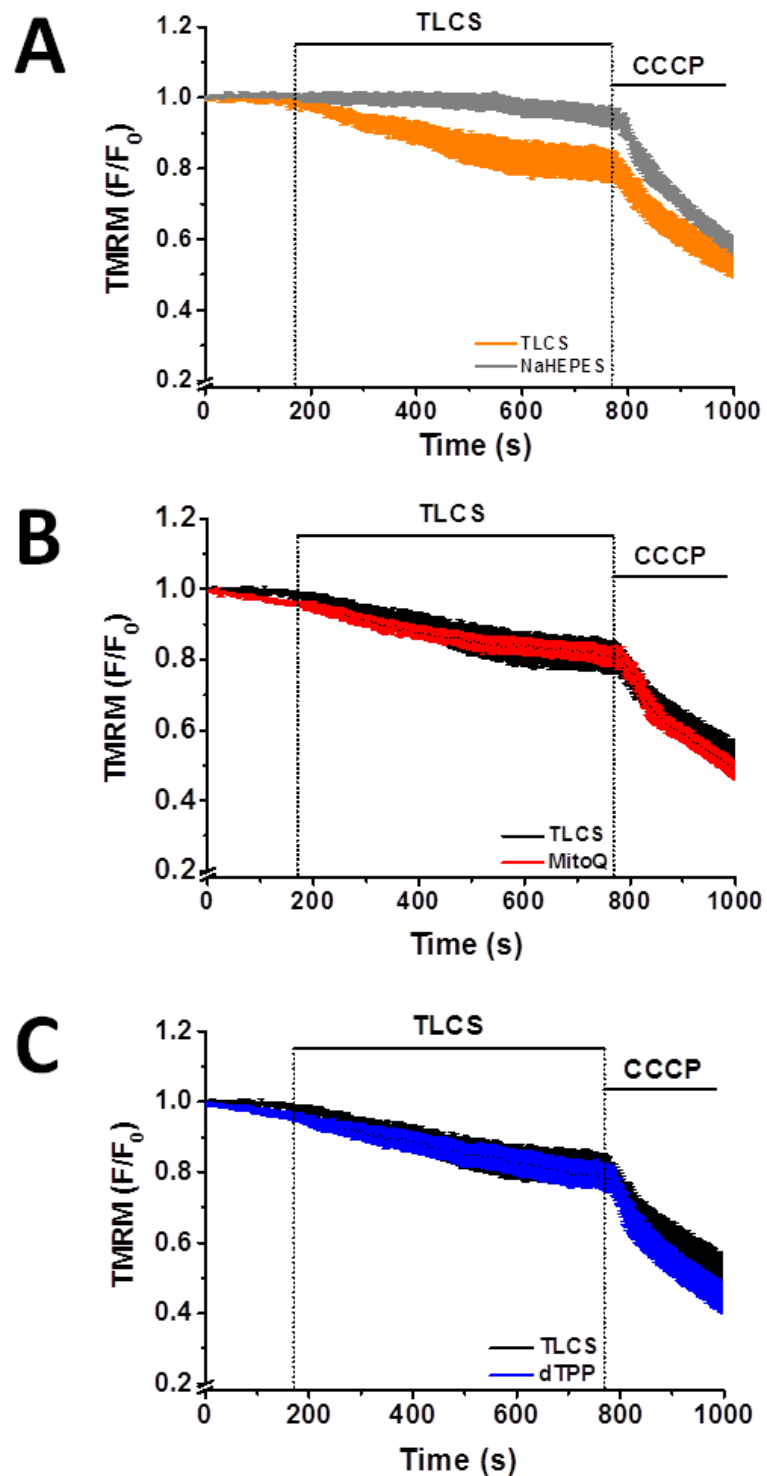 A
TLCS
CCCP
TMRM (F/F₀)
1.2
1.0
0.8
0.6
0.4
0.2
TLCS
NaHEPES
0 200 400 600 800 1000
Time (s)
B
TLCS
CCCP
TMRM (F/F₀)
1.2
1.0
0.8
0.6
0.4
0.2
TLCS
MitoQ
0 200 400 600 800 1000
Time (s)
C
TLCS
CCCP
TMRM (F/F₀)
1.2
1.0
0.8
0.6
0.4
0.2
TLCS
dTPP
0 200 400 600 800 1000
Time (s)